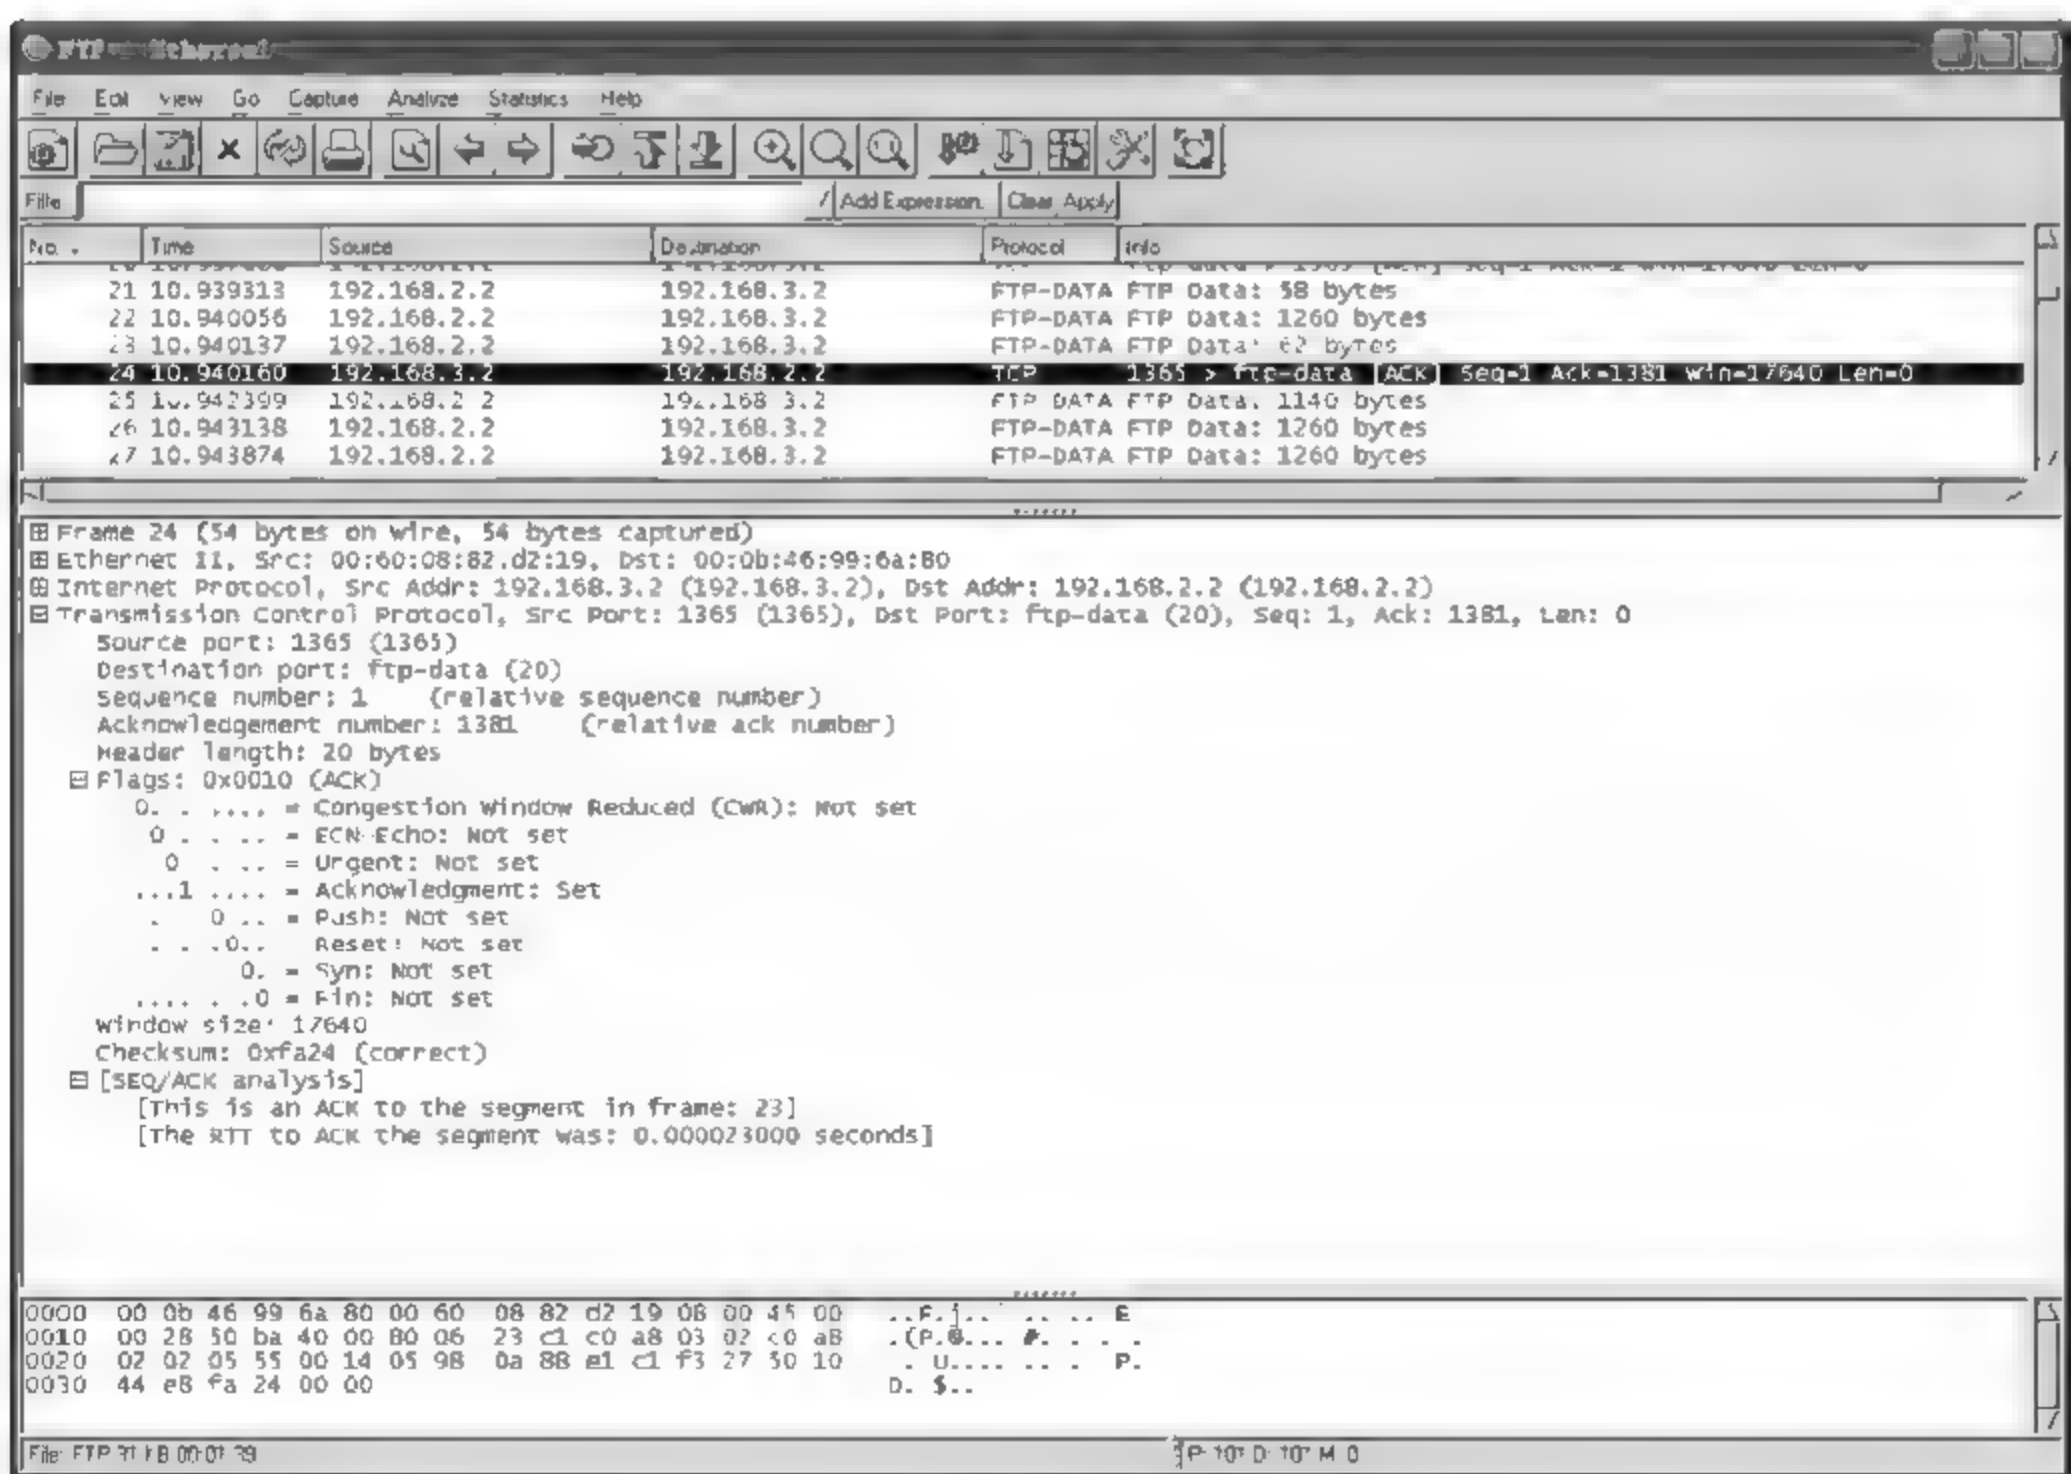 File Edit View Go Capture Analyze Statistics Help
Add Expression. Clear Apply
No. Time Source Destination Protocol Info
21 10.939313 192.168.2.2 192.168.3.2 FTP-DATA FTP Data: 58 bytes
22 10.940056 192.168.2.2 192.168.3.2 FTP-DATA FTP Data: 1260 bytes
23 10.940137 192.168.2.2 192.168.3.2 FTP-DATA FTP Data: 62 bytes
24 10.940160 192.168.3.2 192.168.2.2 TCP 1365 > ftp-data [ACK] Seq=1 Ack=1381 Win=17640 Len=0
25 10.942399 192.168.2.2 192.168.3.2 FTP-DATA FTP Data: 1140 bytes
26 10.943138 192.168.2.2 192.168.3.2 FTP-DATA FTP Data: 1260 bytes
27 10.943874 192.168.2.2 192.168.3.2 FTP-DATA FTP Data: 1260 bytes
Frame 24 (54 bytes on wire, 54 bytes captured)
Ethernet II, Src: 00:60:08:82:d2:19, Dst: 00:0b:46:99:6a:80
Internet Protocol, Src Addr: 192.168.3.2 (192.168.3.2), Dst Addr: 192.168.2.2 (192.168.2.2)
Transmission Control Protocol, Src Port: 1365 (1365), Dst Port: ftp-data (20), Seq: 1, Ack: 1381, Len: 0
Source port: 1365 (1365)
Destination port: ftp-data (20)
Sequence number: 1 (relative sequence number)
Acknowledgement number: 1381 (relative ack number)
Header length: 20 bytes
Flags: 0x0010 (ACK)
0... .... = Congestion Window Reduced (CWR): Not set
.0.. .... = ECN-Echo: Not set
..0. .... = Urgent: Not set
...1 .... = Acknowledgment: Set
.... 0... = Push: Not set
.... .0.. = Reset: Not set
.... ..0. = Syn: Not set
.... ...0 = Fin: Not set
Window size: 17640
Checksum: 0xfa24 (correct)
[SEQ/ACK analysis]
[This is an ACK to the segment in frame: 23]
[The RTT to ACK the segment was: 0.000023000 seconds]
0000 00 0b 46 99 6a 80 00 60 08 82 d2 19 08 00 45 00 ..F.j.. .. .. .. E
0010 00 28 50 ba 40 00 80 06 23 c1 c0 a8 03 02 c0 a8 .(P.@... #. . . .
0020 02 02 05 55 00 14 05 98 0a 88 e1 c1 f3 27 50 10 . U.... .. . P.
0030 44 e8 fa 24 00 00 D. $..
File: FTP 31 kB 00:01:39
P: 107 D: 107 M: 0